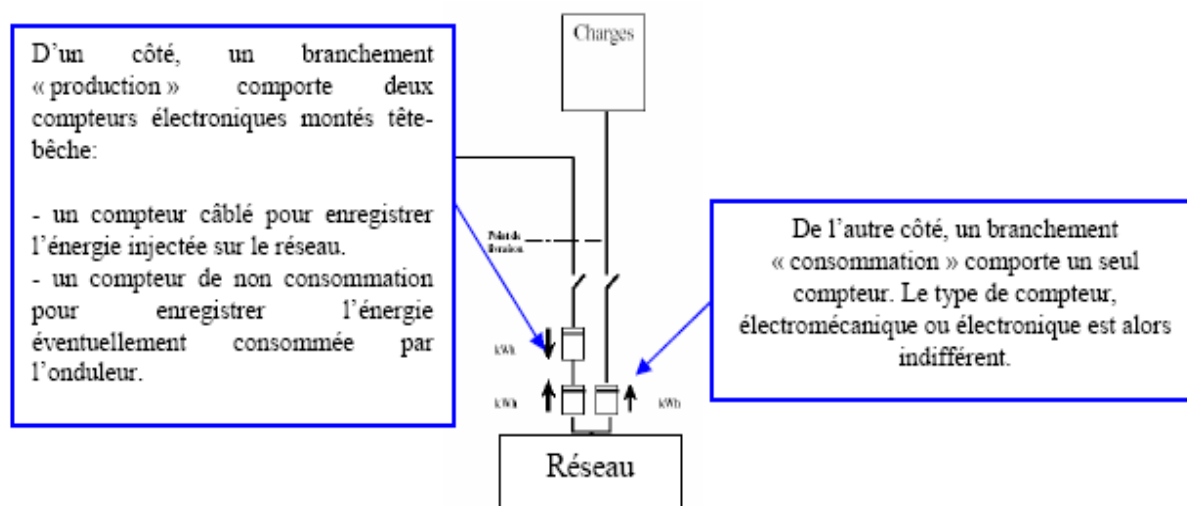 D'un côté, un branchement
« production » comporte deux
compteurs électroniques montés tête-
bêche:
- un compteur câblé pour enregistrer
l'énergie injectée sur le réseau.
- un compteur de non consommation
pour enregistrer l'énergie
éventuellement consommée par
l'onduleur.
Charges
Point de
livraison
De l'autre côté, un branchement
« consommation » comporte un seul
compteur. Le type de compteur,
électromécanique ou électronique est alors
indifférent.
kWh
kWh
kWh
Réseau